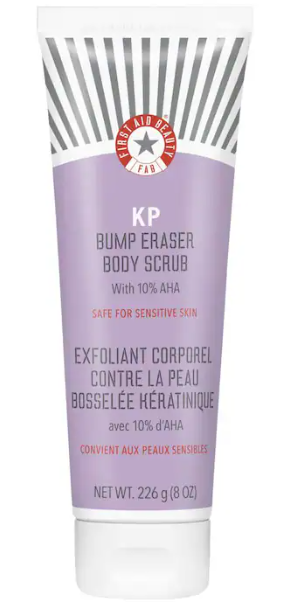 FIRST AID BEAUTY
FAB
KP
BUMP ERASER
BODY SCRUB
With 10% AHA
SAFE FOR SENSITIVE SKIN
EXFOLIANT CORPOREL
CONTRE LA PEAU
BOSSELÉE KÉRATINIQUE
avec 10% d'AHA
CONVIENT AUX PEAUX SENSIBLES
NET WT. 226 g (8 OZ)